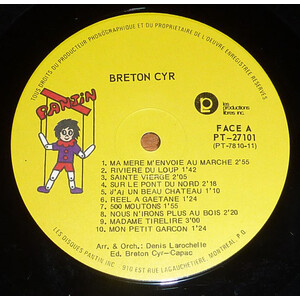 TOUS DROITS DU PRODUCTEUR PHONOGRAPHIQUE ET DU PROPRIETAIRE DE L'OEUVRE ENREGISTREE RESERVES
BRETON CYR
PANTIN
les productions
libres inc.
FACE A
PT-27101
(PT-7810-11)
1. MA MERE M'ENVOIE AU MARCHE 2'55
2. RIVIERE DU LOUP 1'42
3. SAINTE VIERGE 2'05
4. SUR LE PONT DU NORD 2'18
5. J'AI UN BEAU CHATEAU 1'10
6. REEL A GAETANE 1'24
7. 500 MOUTONS 1'55
8. NOUS N'IRONS PLUS AU BOIS 2'20
9. MADAME TIRELIRE 3'00
10. MON PETIT GARCON 1'24
Arr. & Orch.: Denis Larochelle
Ed. Breton Cyr-Capac
LES DISQUES PANTIN INC. 910 EST RUE LAGAUCHETIERE, MONTREAL, P.Q.